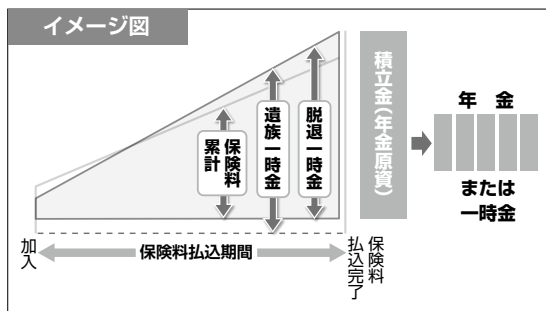 イメージ図
保険料
累計
遺族一時金
脱退一時金
積立金(年金原資)
年 金
または
一時金
加入
保険料払込期間
保険料
払込完了